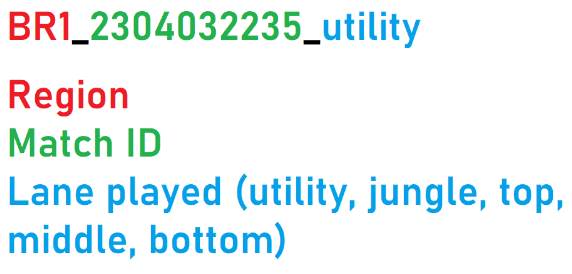 BR1_2304032235_utility
Region
Match ID
Lane played (utility, jungle, top,
middle, bottom)